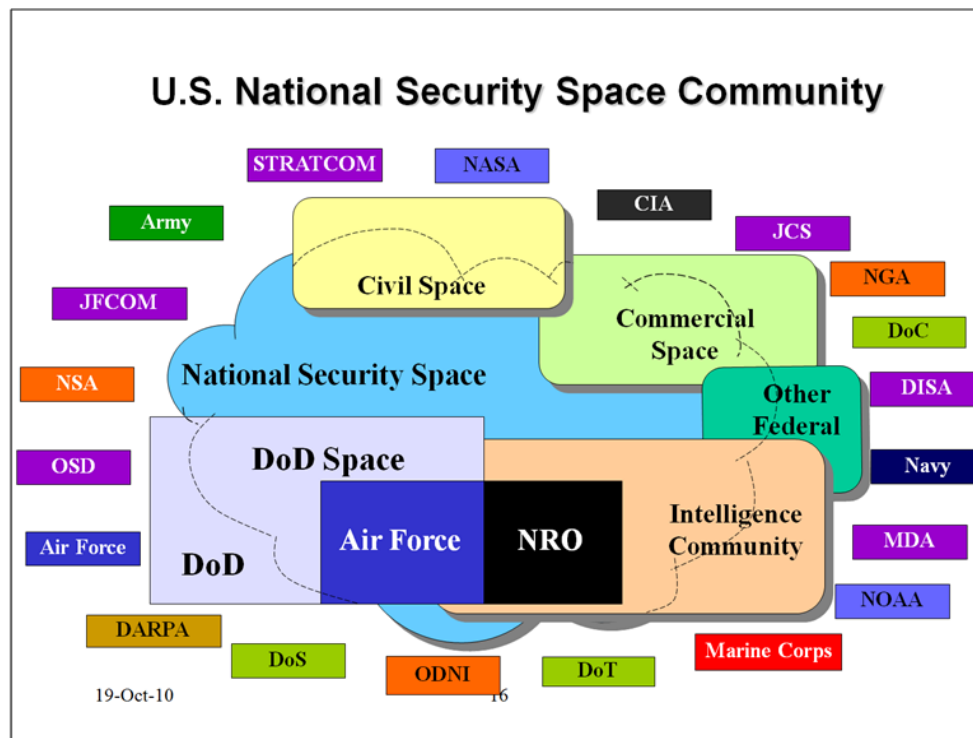 U.S. National Security Space Community
STRATCOM
NASA
CIA
Army
JCS
NGA
JFCOM
DoC
NSA
DISA
OSD
Navy
Air Force
MDA
NOAA
DARPA
DoS
ODNI
DoT
Marine Corps
Civil Space
Commercial
Space
National Security Space
Other
Federal
DoD Space
Air Force
NRO
Intelligence
Community
DoD
19-Oct-10
16